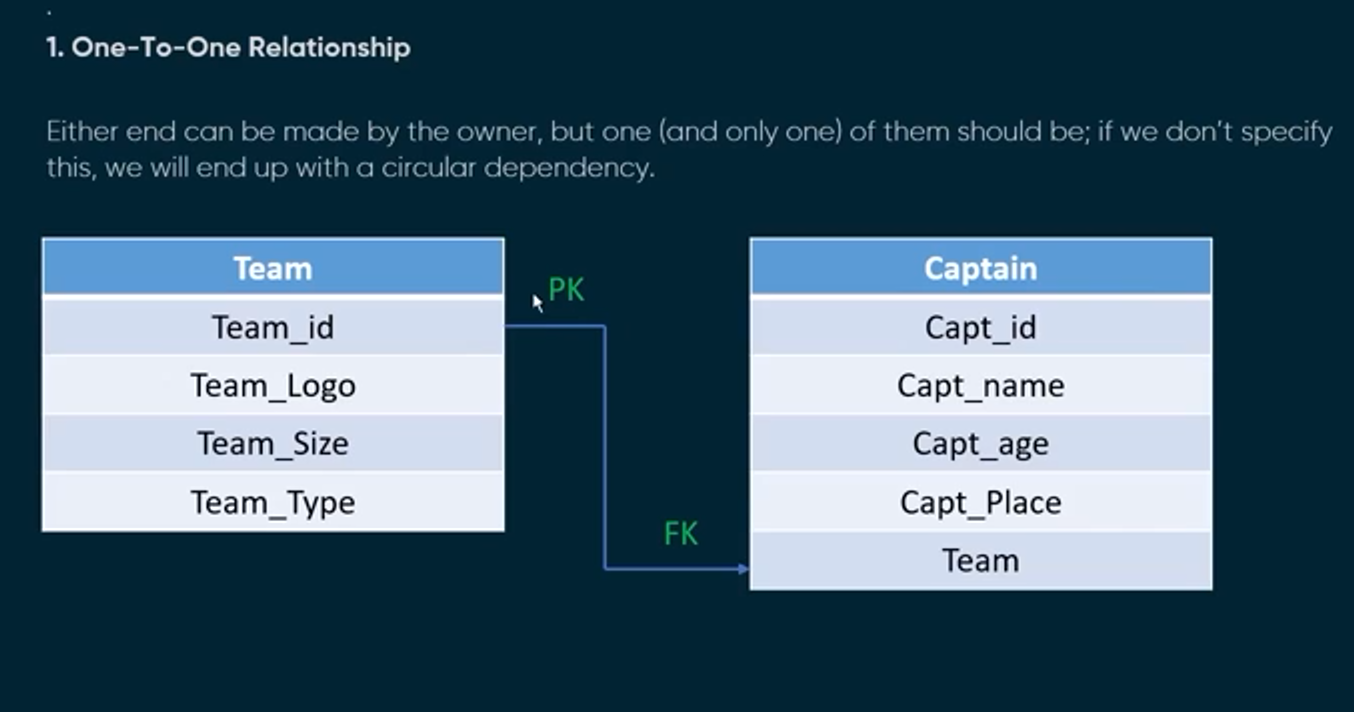 1. One-To-One Relationship
Either end can be made by the owner, but one (and only one) of them should be; if we don't specify
this, we will end up with a circular dependency.
Team
PK
Team_id
Team_Logo
Team_Size
Team_Type
FK
Captain
Capt_id
Capt_name
Capt_age
Capt_Place
Team